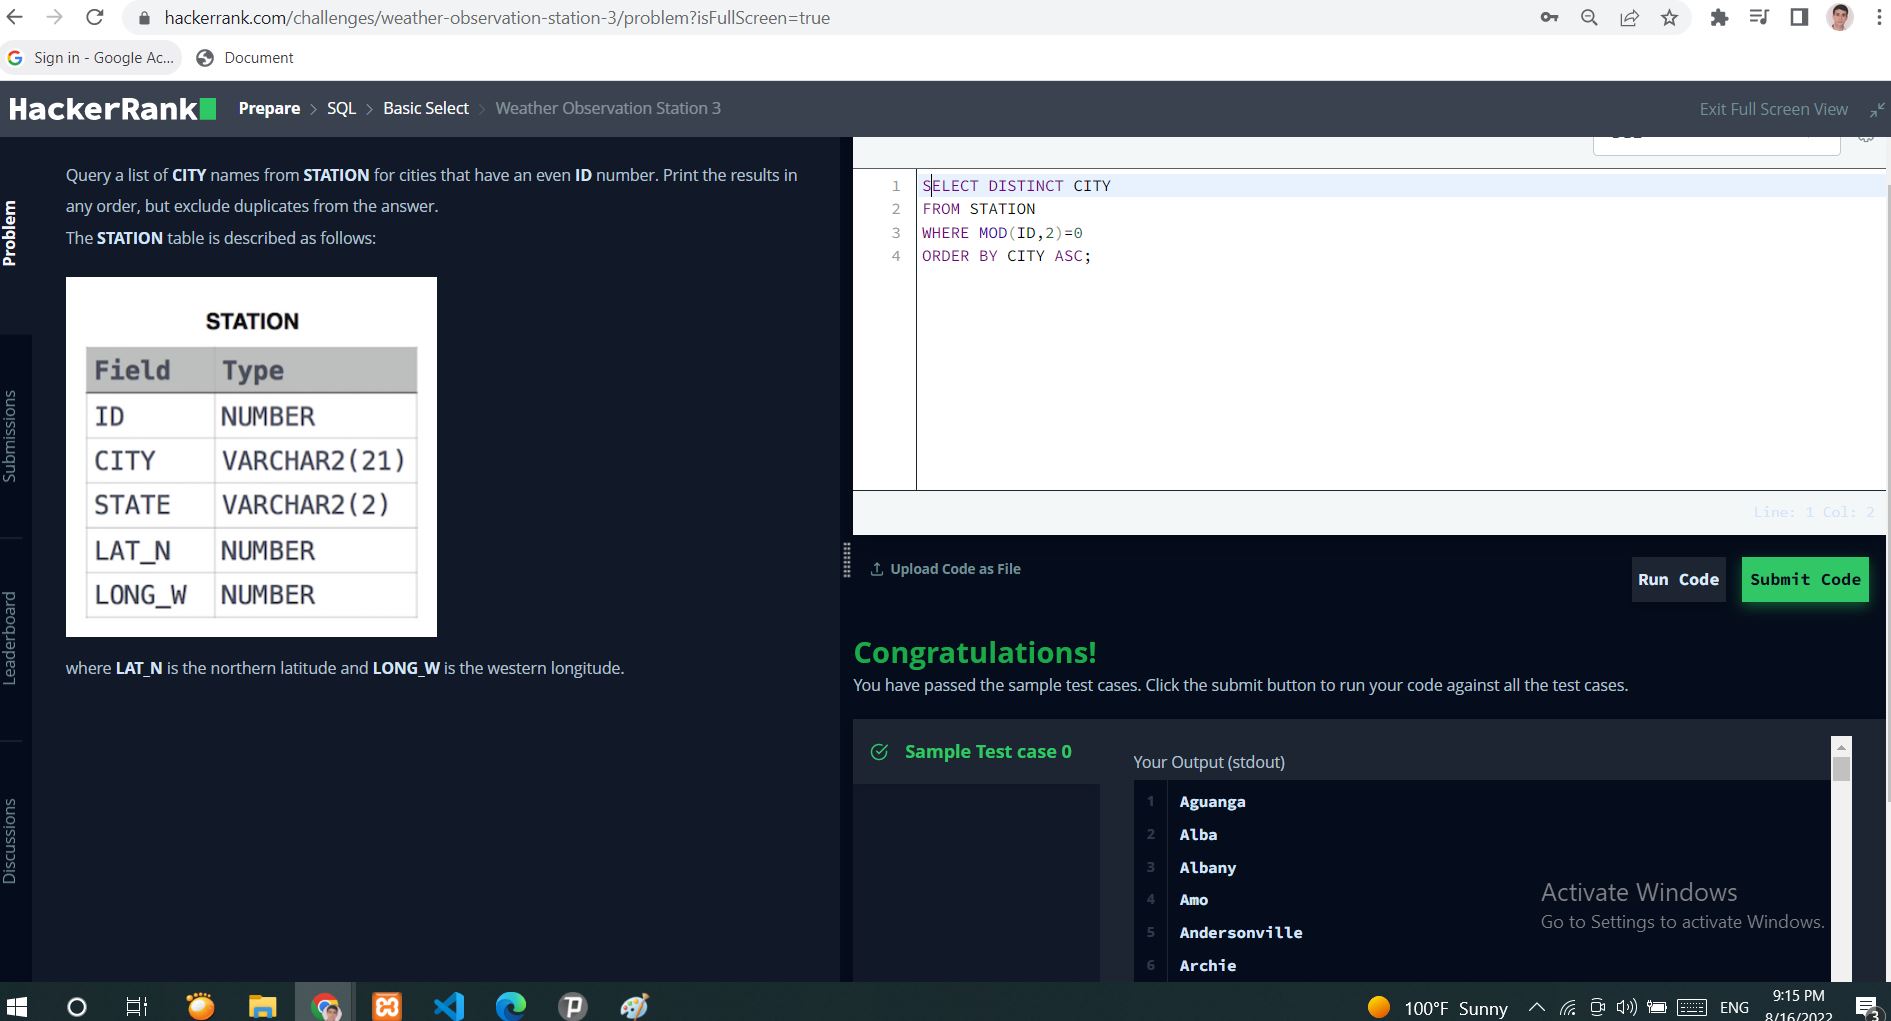 hackerrank.com/challenges/weather-observation-station-3/problem?isFullScreen=true
Sign in - Google Ac...
Document
HackerRank
Prepare > SQL > Basic Select > Weather Observation Station 3
Exit Full Screen View
Problem
Submissions
Leaderboard
Discussions
Query a list of CITY names from STATION for cities that have an even ID number. Print the results in
any order, but exclude duplicates from the answer.
The STATION table is described as follows:
STATION
Field Type
ID NUMBER
CITY VARCHAR2(21)
STATE VARCHAR2(2)
LAT_N NUMBER
LONG_W NUMBER
where LAT_N is the northern latitude and LONG_W is the western longitude.
1 SELECT DISTINCT CITY
2 FROM STATION
3 WHERE MOD(ID,2)=0
4 ORDER BY CITY ASC;
Line: 1 Col: 2
Upload Code as File
Run Code
Submit Code
Congratulations!
You have passed the sample test cases. Click the submit button to run your code against all the test cases.
Sample Test case 0
Your Output (stdout)
1 Aguanga
2 Alba
3 Albany
4 Amo
5 Andersonville
6 Archie
Activate Windows
Go to Settings to activate Windows.
100°F Sunny
ENG
9:15 PM
8/16/2022
3